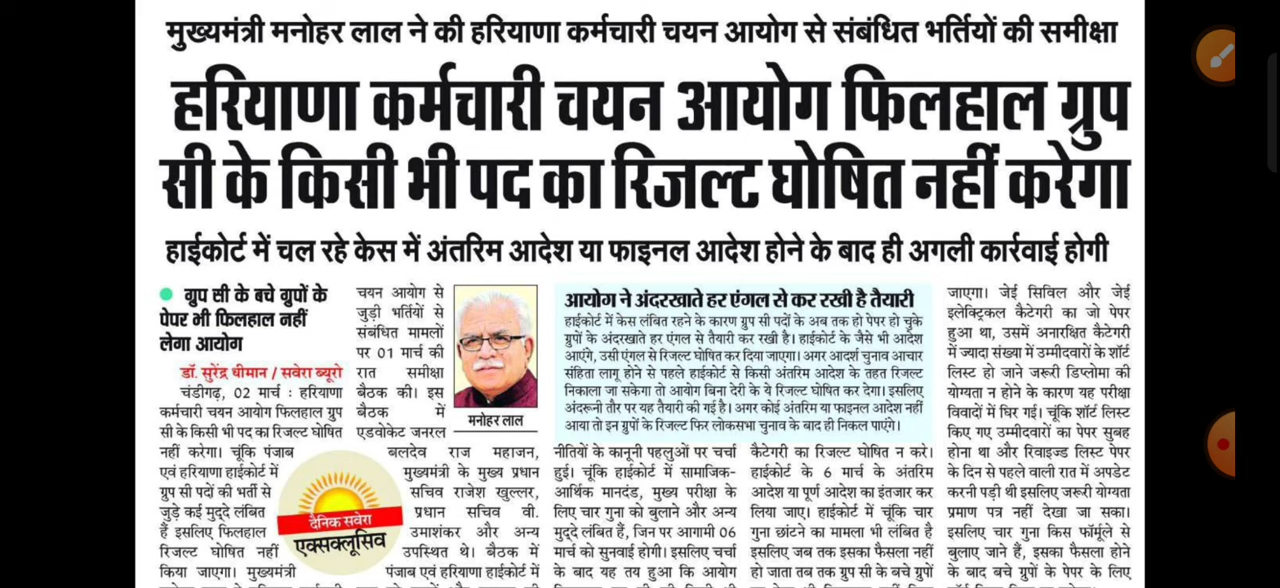 मुख्यमंत्री मनोहर लाल ने की हरियाणा कर्मचारी चयन आयोग से संबंधित भर्तियों की समीक्षा
हरियाणा कर्मचारी चयन आयोग फिलहाल ग्रुप
सी के किसी भी पद का रिजल्ट घोषित नहीं करेगा
हाईकोर्ट में चल रहे केस में अंतरिम आदेश या फाइनल आदेश होने के बाद ही अगली कार्रवाई होगी
ग्रुप सी के बचे ग्रुपों के
पेपर भी फिलहाल नहीं
लेगा आयोग
डॉ. सुरेंद्र धीमान / सवेरा ब्यूरो
चंडीगढ़, 02 मार्च : हरियाणा
कर्मचारी चयन आयोग फिलहाल ग्रुप
सी के किसी भी पद का रिजल्ट घोषित
नहीं करेगा। चूंकि पंजाब
एवं हरियाणा हाईकोर्ट में
ग्रुप सी पदों की भर्ती से
जुड़े कई मुद्दे लंबित
हैं इसलिए फिलहाल
रिजल्ट घोषित नहीं
किया जाएगा। मुख्यमंत्री
दैनिक सवेरा
एक्सक्लूसिव
चयन आयोग से
जुड़ी भर्तियों से
संबंधित मामलों
पर 01 मार्च की
रात समीक्षा
बैठक की। इस
बैठक में
एडवोकेट जनरल
मनोहर लाल
बलदेव राज महाजन,
मुख्यमंत्री के मुख्य प्रधान
सचिव राजेश खुल्लर,
प्रधान सचिव वी.
उमाशंकर और अन्य
उपस्थित थे। बैठक में
पंजाब एवं हरियाणा हाईकोर्ट में
आयोग ने अंदरखाते हर एंगल से कर रखी है तैयारी
हाईकोर्ट में केस लंबित रहने के कारण ग्रुप सी पदों के अब तक हो पेपर हो चुके
ग्रुपों के अंदरखाते हर एंगल से तैयारी कर रखी है। हाईकोर्ट के जैसे भी आदेश
आएंगे, उसी एंगल से रिजल्ट घोषित कर दिया जाएगा। अगर आदर्श चुनाव आचार
संहिता लागू होने से पहले हाईकोर्ट से किसी अंतरिम आदेश के तहत रिजल्ट
निकाला जा सकेगा तो आयोग बिना देरी के ये रिजल्ट घोषित कर देगा। इसलिए
अंदरूनी तौर पर यह तैयारी की गई है। अगर कोई अंतरिम या फाइनल आदेश नहीं
आया तो इन ग्रुपों के रिजल्ट फिर लोकसभा चुनाव के बाद ही निकल पाएंगे।
नीतियों के कानूनी पहलुओं पर चर्चा
हुई। चूंकि हाईकोर्ट में सामाजिक-
आर्थिक मानदंड, मुख्य परीक्षा के
लिए चार गुना को बुलाने और अन्य
मुद्दे लंबित हैं, जिन पर आगामी 06
मार्च को सुनवाई होगी। इसलिए चर्चा
के बाद यह तय हुआ कि आयोग
कैटेगरी का रिजल्ट घोषित न करे।
हाईकोर्ट के 6 मार्च के अंतरिम
आदेश या पूर्ण आदेश का इंतजार कर
लिया जाए। हाईकोर्ट में चूंकि चार
गुना छांटने का मामला भी लंबित है
इसलिए जब तक इसका फैसला नहीं
हो जाता तब तक ग्रुप सी के बचे ग्रुपों
जाएगा। जेई सिविल और जेई
इलेक्ट्रिकल कैटेगरी का जो पेपर
हुआ था, उसमें अनारक्षित कैटेगरी
में ज्यादा संख्या में उम्मीदवारों के शॉर्ट
लिस्ट हो जाने जरूरी डिप्लोमा की
योग्यता न होने के कारण यह परीक्षा
विवादों में घिर गई। चूंकि शॉर्ट लिस्ट
किए गए उम्मीदवारों का पेपर सुबह
होना था और रिवाइज्ड लिस्ट पेपर
के दिन से पहले वाली रात में अपडेट
करनी पड़ी थी इसलिए जरूरी योग्यता
प्रमाण पत्र नहीं देखा जा सका।
इसलिए चार गुना किस फॉर्मूले से
बुलाए जाने हैं, इसका फैसला होने
के बाद बचे ग्रुपों के पेपर के लिए